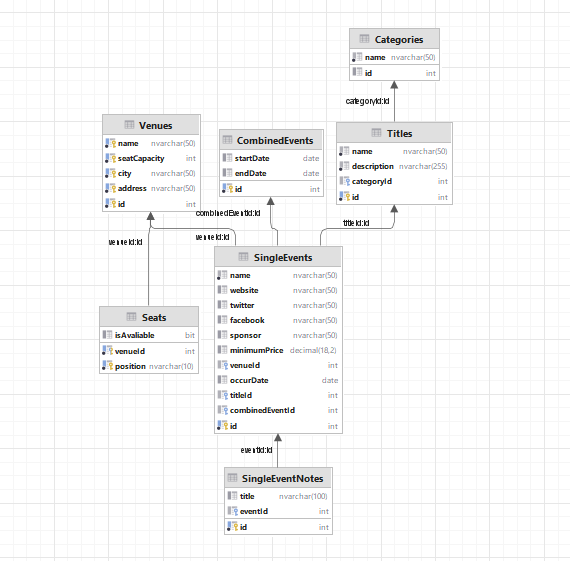 Categories
name nvarchar(50)
id int
categoryId:id
Venues
name nvarchar(50)
seatCapacity int
city nvarchar(50)
address nvarchar(50)
id int
CombinedEvents
startDate date
endDate date
id int
Titles
name nvarchar(50)
description nvarchar(255)
categoryId int
id int
combinedEventId:id
titleId:id
venueId:id
venueId:id
SingleEvents
name nvarchar(50)
website nvarchar(50)
twitter nvarchar(50)
facebook nvarchar(50)
sponsor nvarchar(50)
minimumPrice decimal(18,2)
venueId int
occurDate date
titleId int
combinedEventId int
id int
Seats
isAvaliable bit
venueId int
position nvarchar(10)
eventId:id
SingleEventNotes
title nvarchar(100)
eventId int
id int